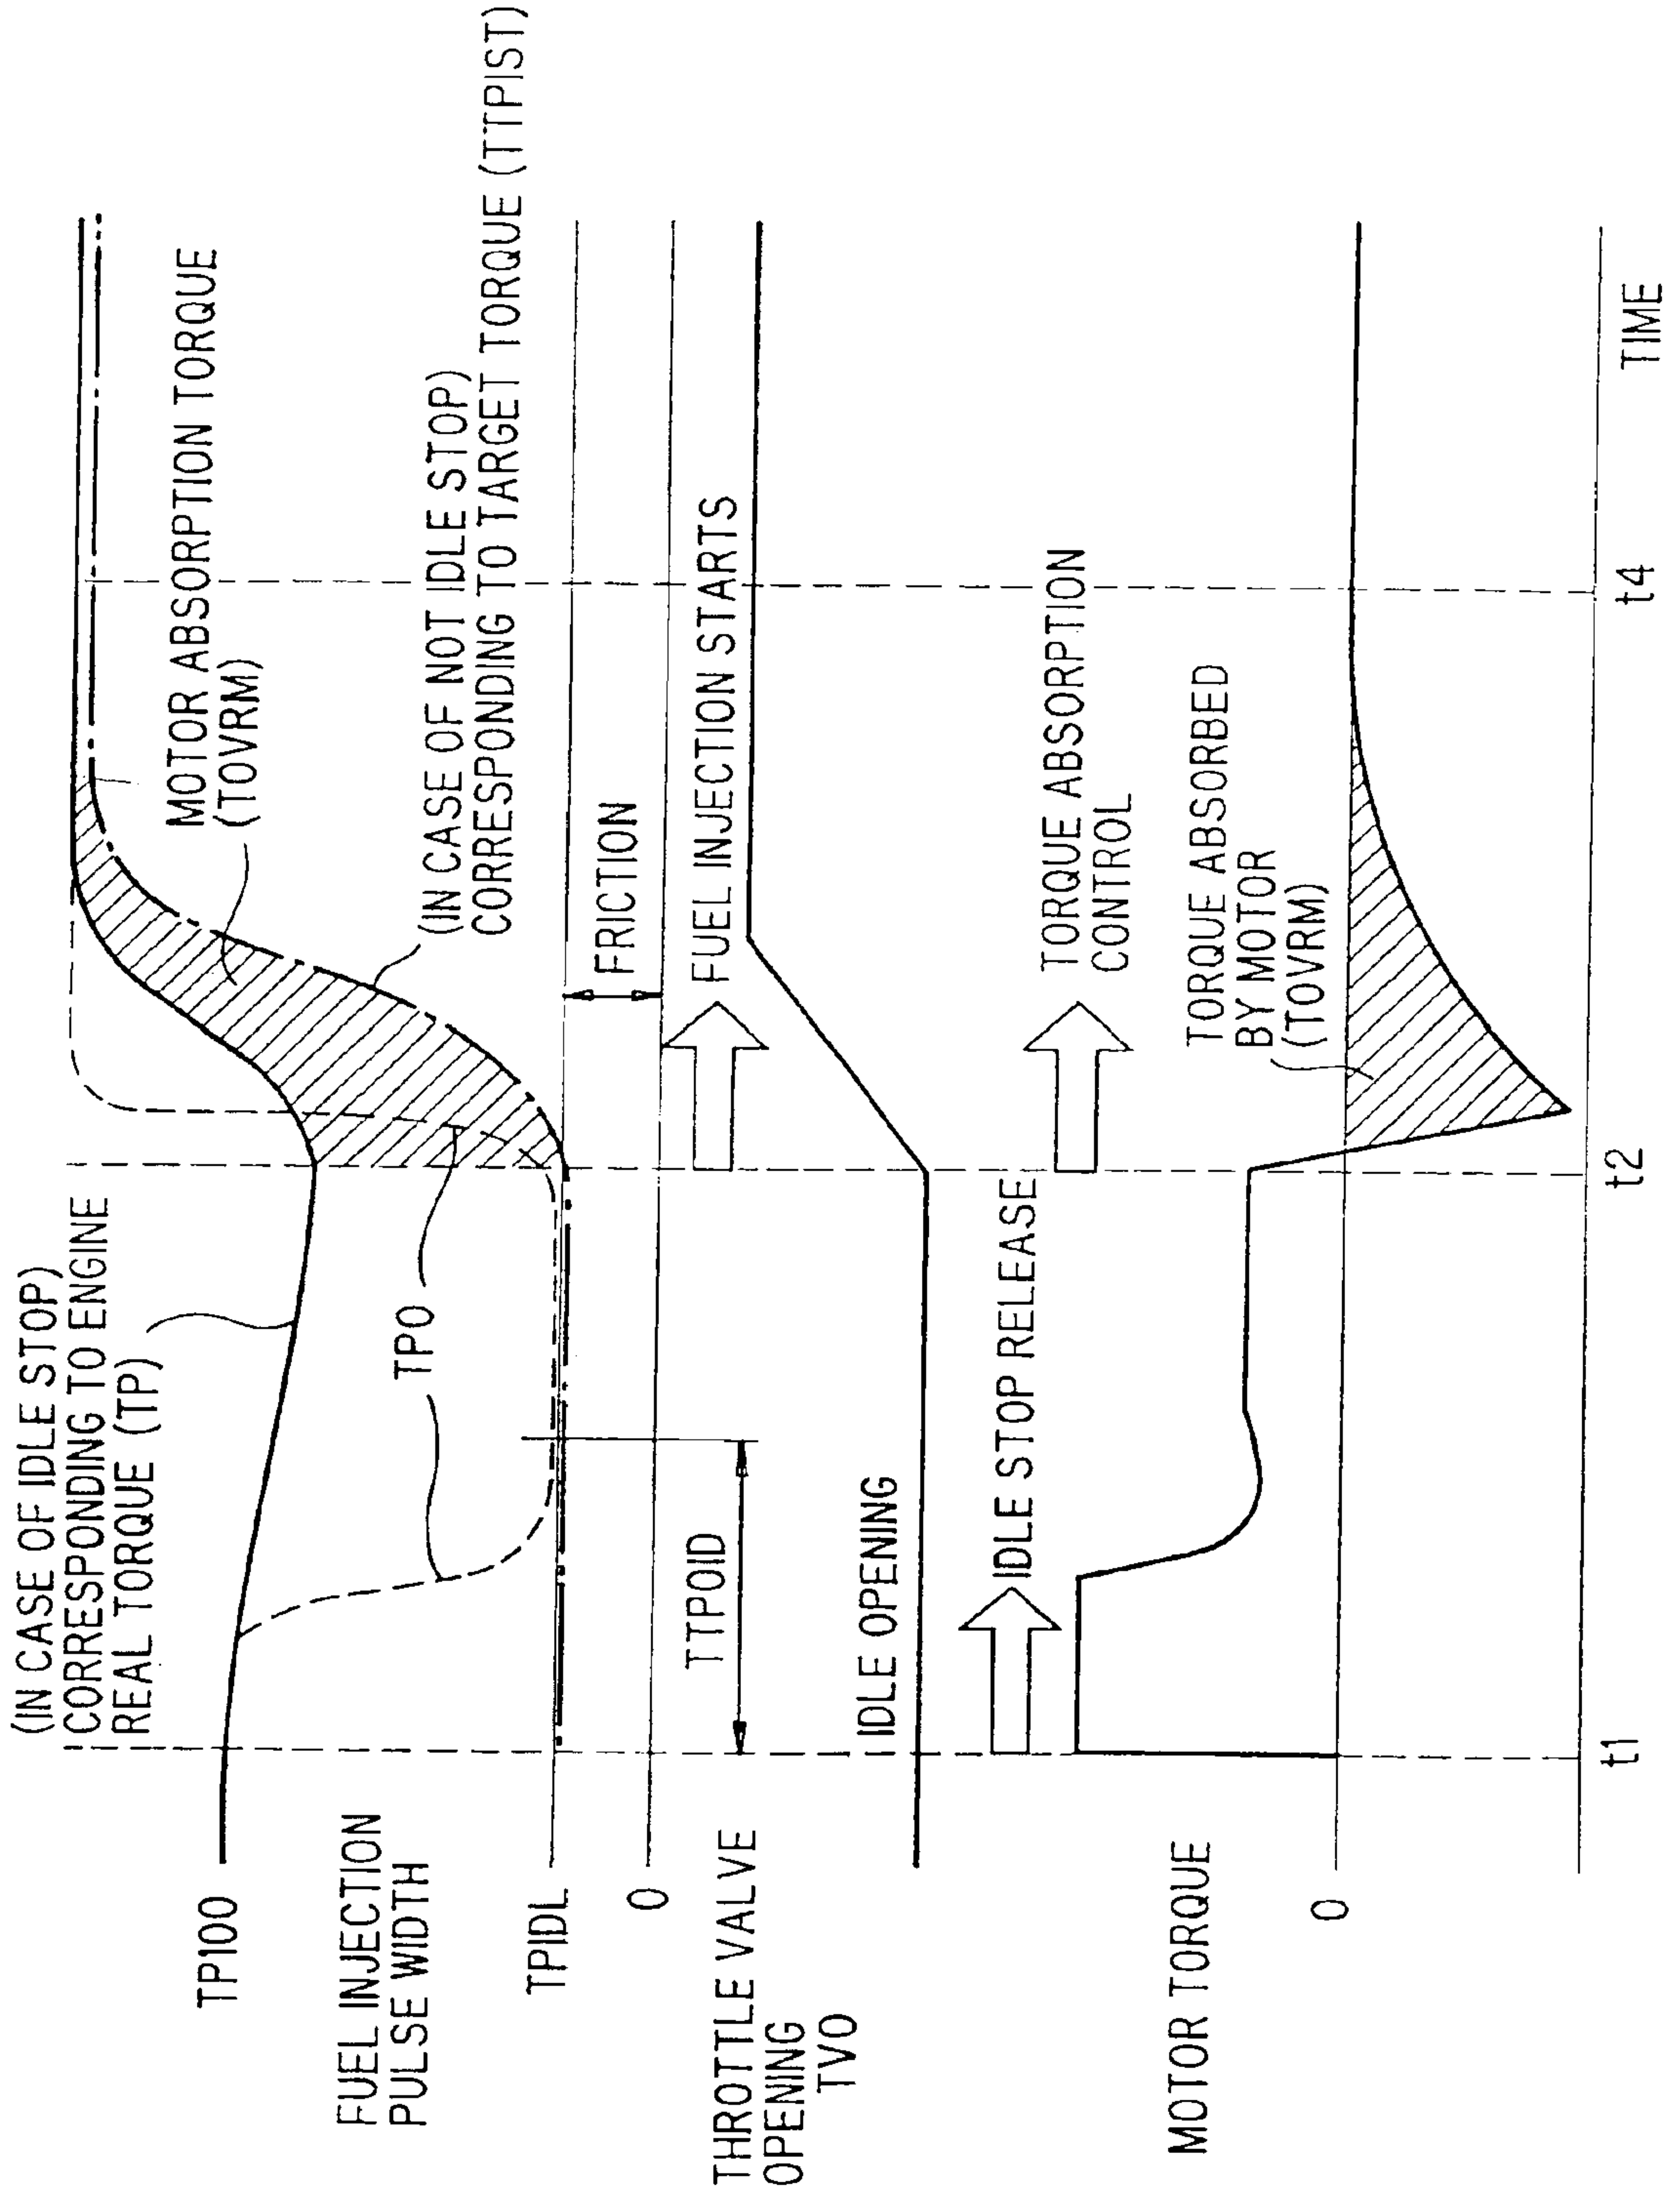 (IN CASE OF IDLE STOP)
CORRESPONDING TO ENGINE
REAL TORQUE (TP)
MOTOR ABSORPTION TORQUE
(TOVRM)
TP100
(IN CASE OF NOT IDLE STOP)
CORRESPONDING TO TARGET TORQUE (TTPIST)
FUEL INJECTION
PULSE WIDTH
TP0
TPIDL
FRICTION
0
TTPOID
FUEL INJECTION STARTS
THROTTLE VALVE
OPENING
TVO
IDLE OPENING
IDLE STOP RELEASE
TORQUE ABSORPTION
CONTROL
MOTOR TORQUE
TORQUE ABSORBED
BY MOTOR
(TOVRM)
0
t1
t2
t4
TIME